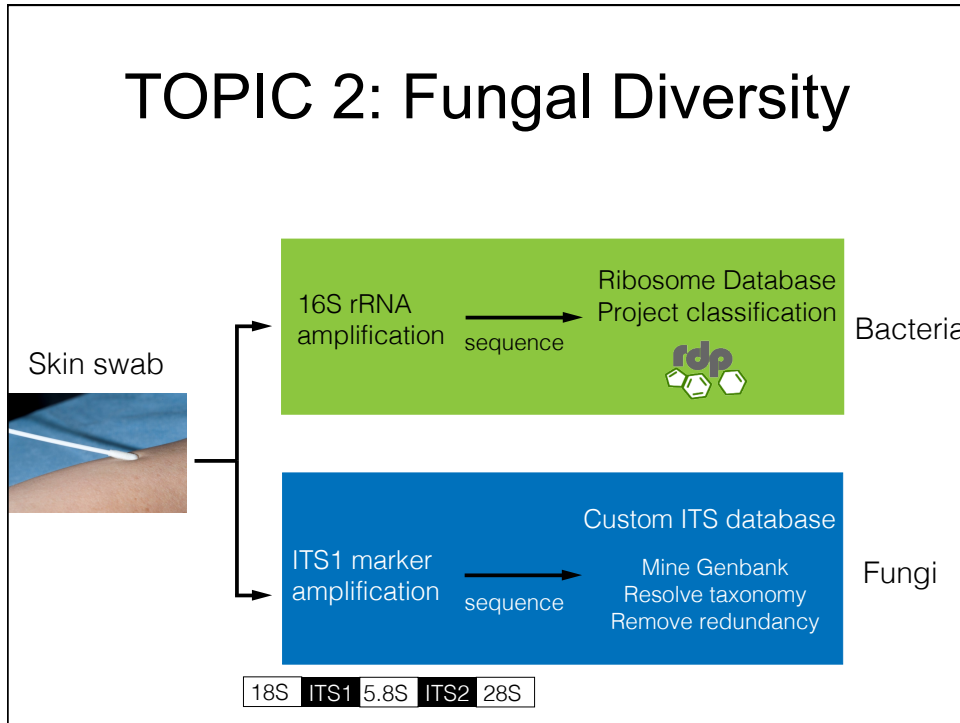 TOPIC 2: Fungal Diversity
Skin swab
16S rRNA
amplification
sequence
Ribosome Database
Project classification
rdp
Bacteria
ITS1 marker
amplification
sequence
Custom ITS database
Mine Genbank
Resolve taxonomy
Remove redundancy
Fungi
18S ITS1 5.8S ITS2 28S